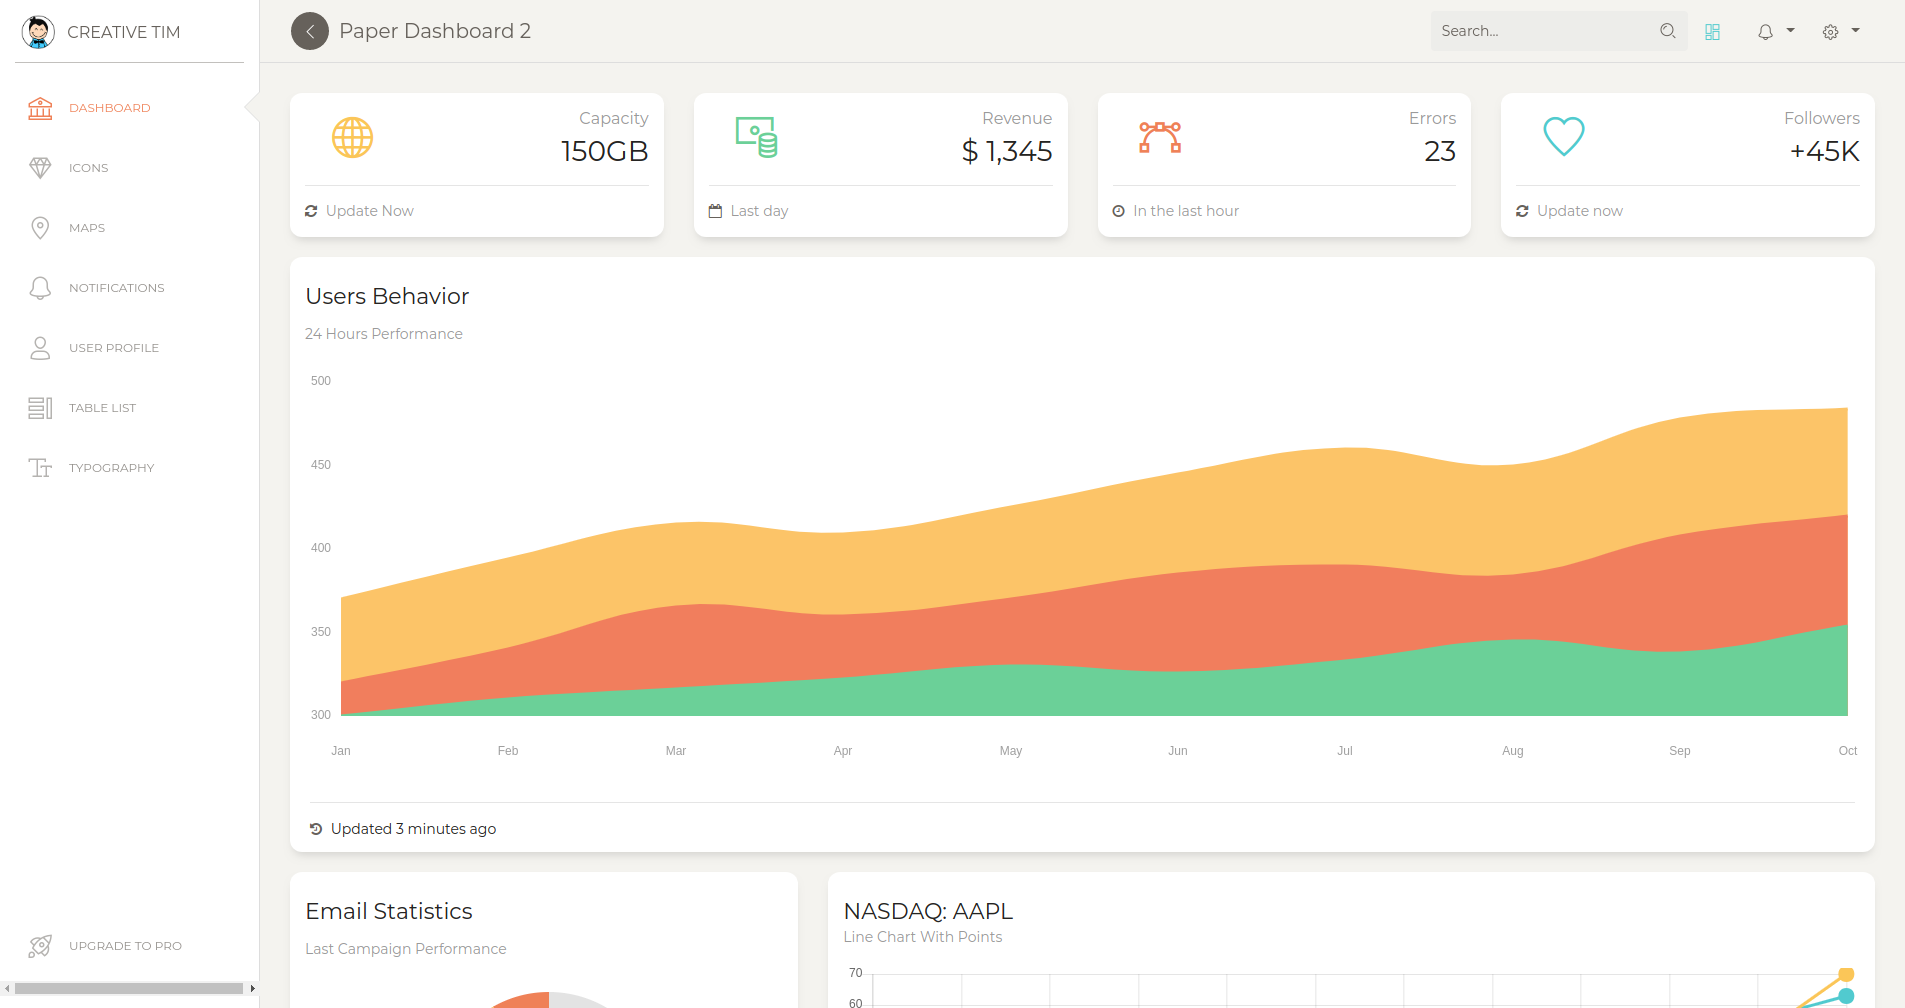 CREATIVE TIM
DASHBOARD
ICONS
MAPS
NOTIFICATIONS
USER PROFILE
TABLE LIST
TYPOGRAPHY
UPGRADE TO PRO
Paper Dashboard 2
Search...
Capacity
150GB
Update Now
Revenue
$ 1,345
Last day
Errors
23
In the last hour
Followers
+45K
Update now
Users Behavior
24 Hours Performance
500
450
400
350
300
Jan Feb Mar Apr May Jun Jul Aug Sep Oct
Updated 3 minutes ago
Email Statistics
Last Campaign Performance
NASDAQ: AAPL
Line Chart With Points
70
60